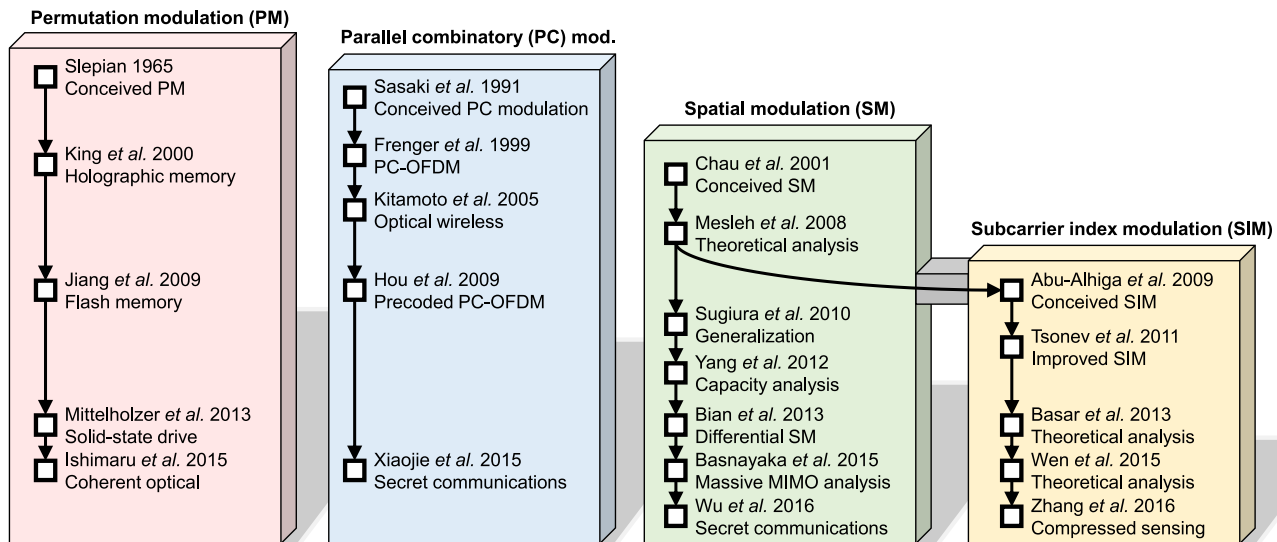 Permutation modulation (PM)
Slepian 1965
Conceived PM
King et al. 2000
Holographic memory
Jiang et al. 2009
Flash memory
Mittelholzer et al. 2013
Solid-state drive
Ishimaru et al. 2015
Coherent optical
Parallel combinatory (PC) mod.
Sasaki et al. 1991
Conceived PC modulation
Frenger et al. 1999
PC-OFDM
Kitamoto et al. 2005
Optical wireless
Hou et al. 2009
Precoded PC-OFDM
Xiaojie et al. 2015
Secret communications
Spatial modulation (SM)
Chau et al. 2001
Conceived SM
Mesleh et al. 2008
Theoretical analysis
Sugiura et al. 2010
Generalization
Yang et al. 2012
Capacity analysis
Bian et al. 2013
Differential SM
Basnayaka et al. 2015
Massive MIMO analysis
Wu et al. 2016
Secret communications
Subcarrier index modulation (SIM)
Abu-Alhiga et al. 2009
Conceived SIM
Tsonev et al. 2011
Improved SIM
Basar et al. 2013
Theoretical analysis
Wen et al. 2015
Theoretical analysis
Zhang et al. 2016
Compressed sensing